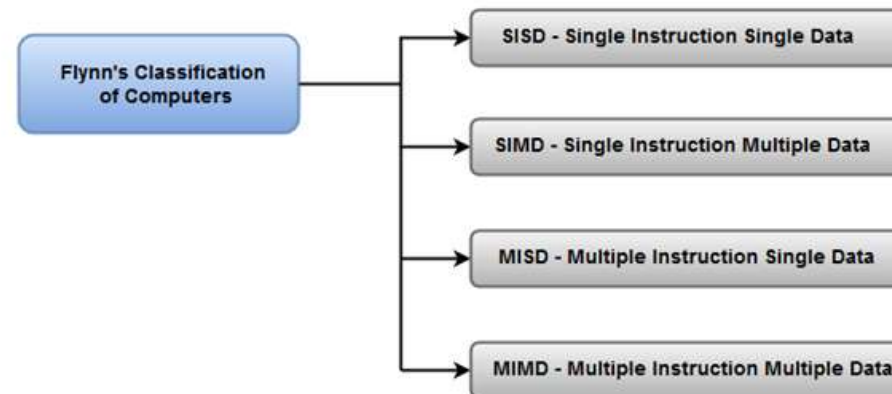 Flynn's Classification
of Computers
SISD - Single Instruction Single Data
SIMD - Single Instruction Multiple Data
MISD - Multiple Instruction Single Data
MIMD - Multiple Instruction Multiple Data